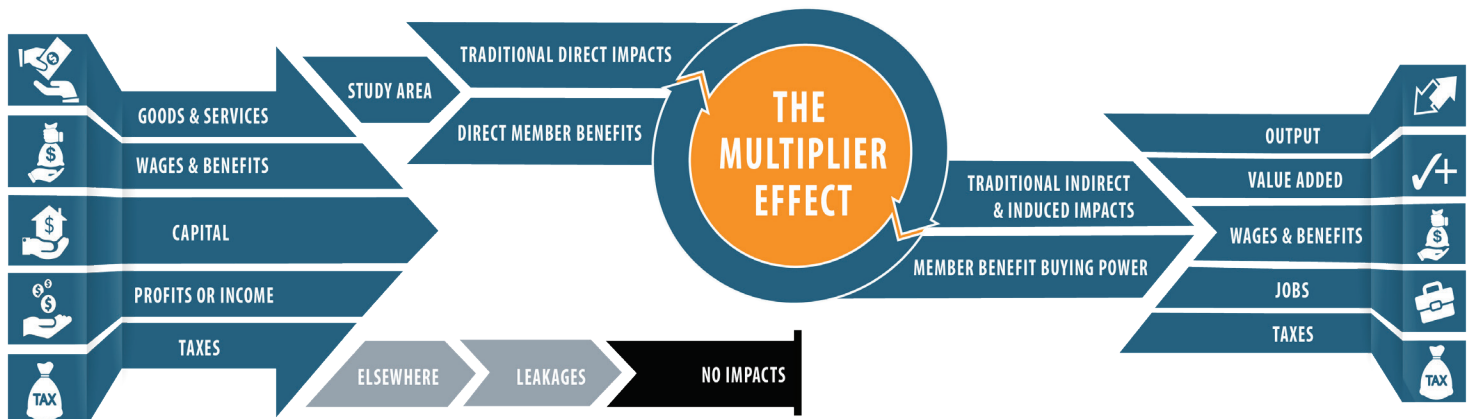 GOODS & SERVICES
WAGES & BENEFITS
CAPITAL
PROFITS OR INCOME
TAXES
$
$
$
$
$
TAX
STUDY AREA
TRADITIONAL DIRECT IMPACTS
DIRECT MEMBER BENEFITS
ELSEWHERE
LEAKAGES
NO IMPACTS
THE
MULTIPLIER
EFFECT
TRADITIONAL INDIRECT
& INDUCED IMPACTS
MEMBER BENEFIT BUYING POWER
OUTPUT
VALUE ADDED
WAGES & BENEFITS
JOBS
TAXES
$
TAX